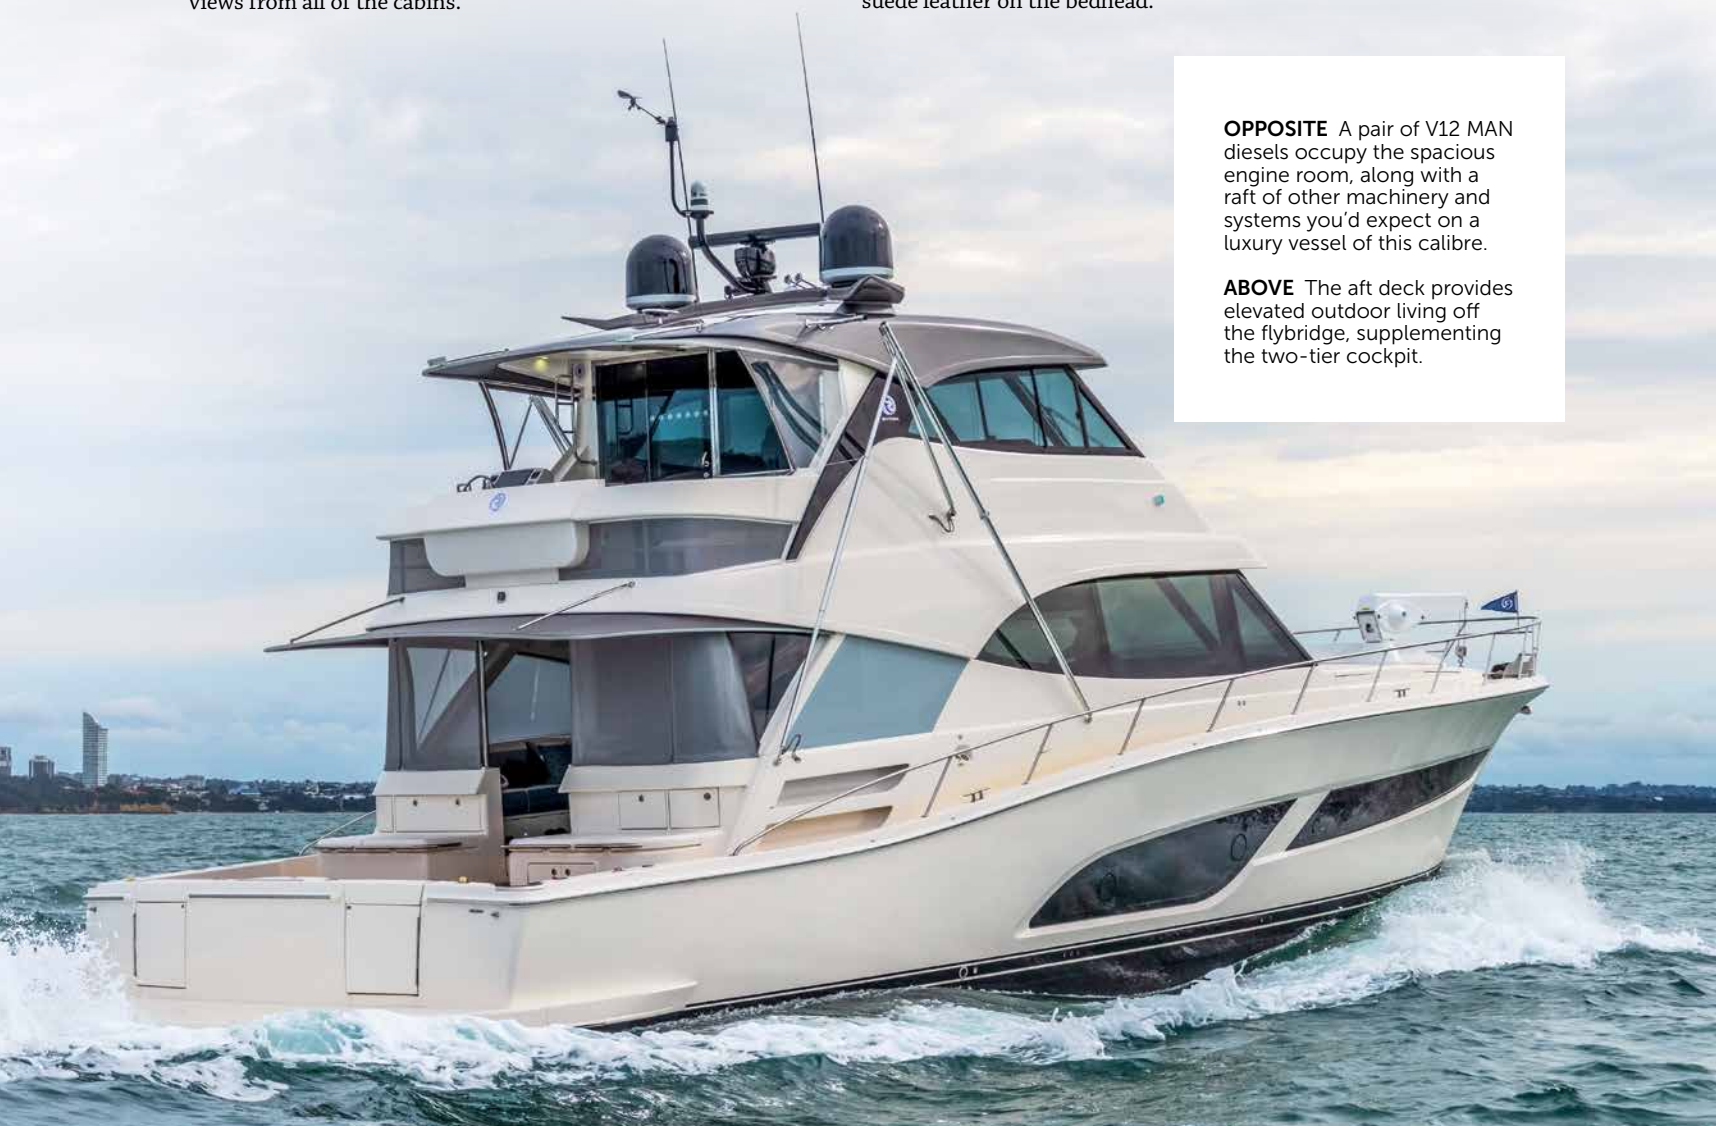 views from all of the cabins.
suede leather on the bedhead.
OPPOSITE A pair of V12 MAN
diesels occupy the spacious
engine room, along with a
raft of other machinery and
systems you'd expect on a
luxury vessel of this calibre.
ABOVE The aft deck provides
elevated outdoor living off
the flybridge, supplementing
the two-tier cockpit.